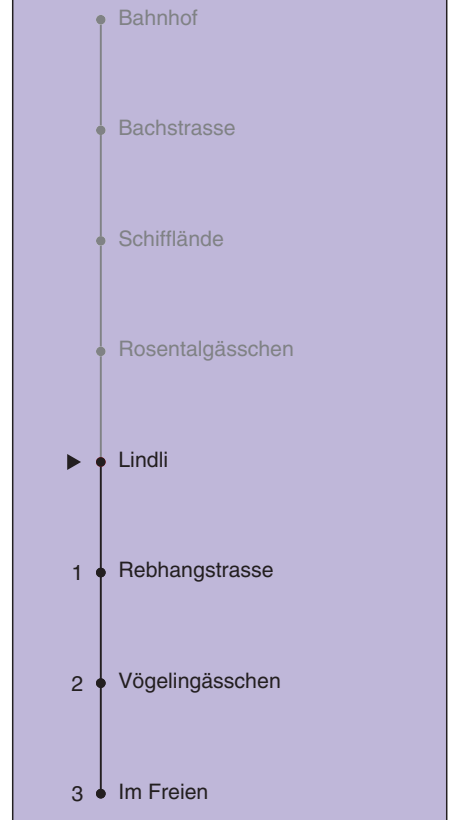 Bahnhof
Bachstrasse
Schifflände
Rosentalgässchen
Lindli
1 Rebhangstrasse
2 Vögelingässchen
3 Im Freien